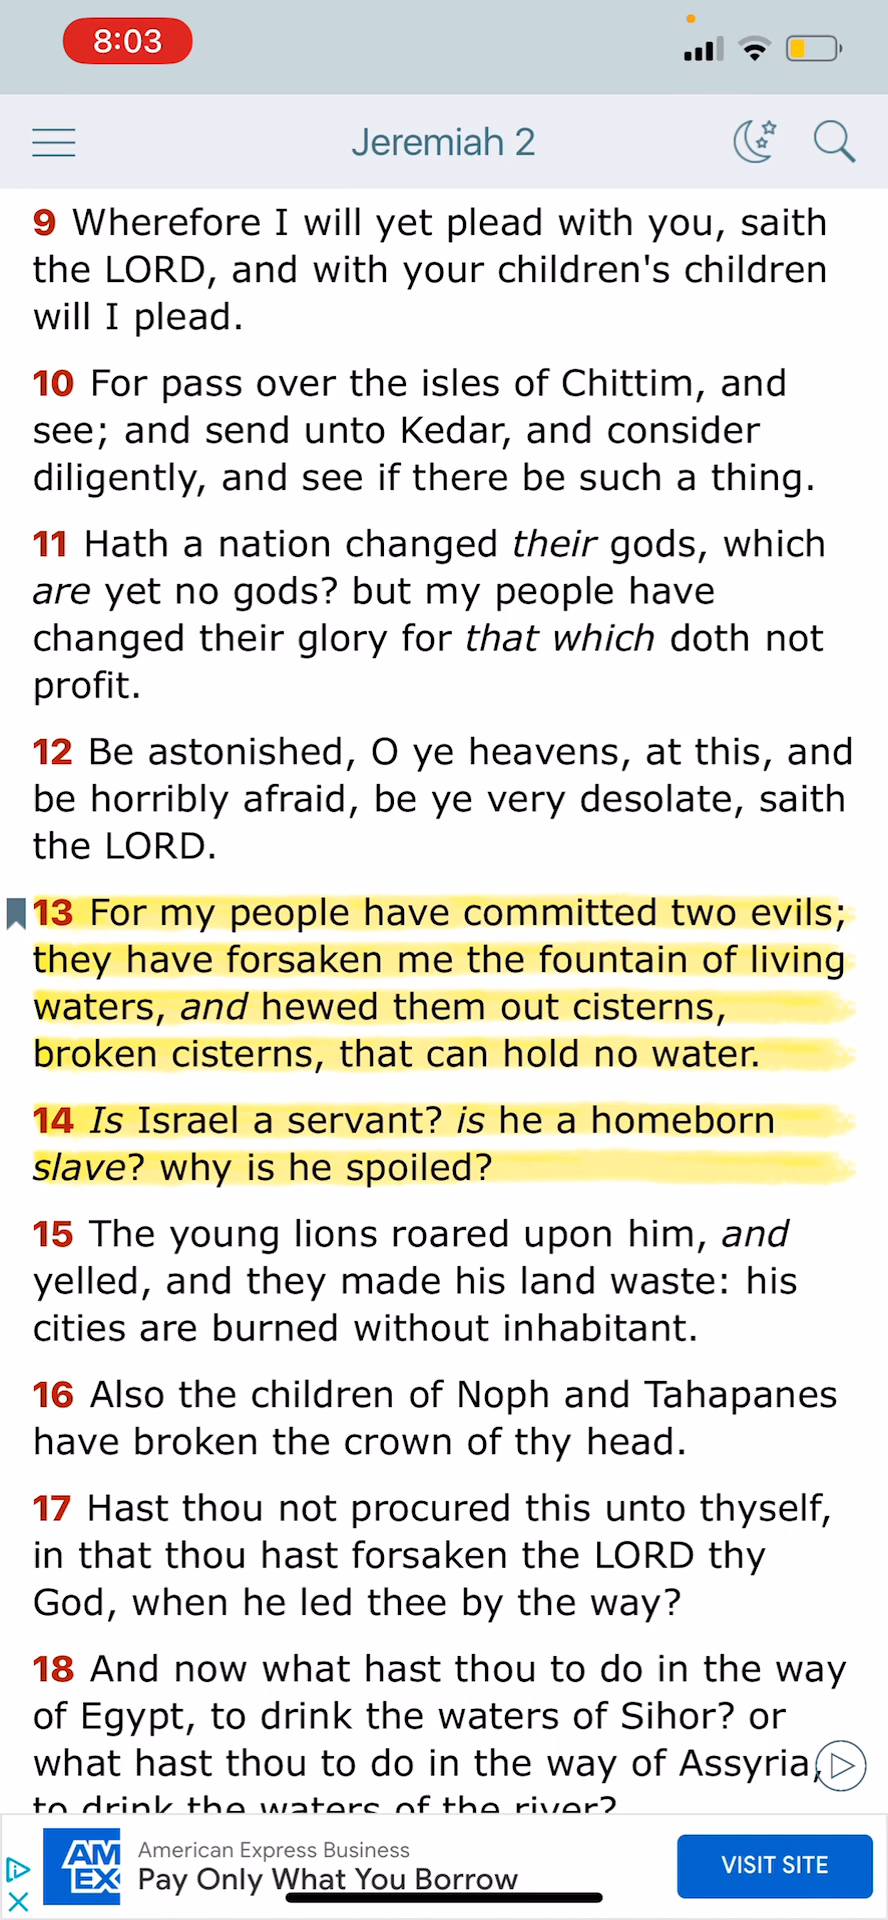 8:03
Jeremiah 2
9 Wherefore I will yet plead with you, saith
the LORD, and with your children's children
will I plead.
10 For pass over the isles of Chittim, and
see; and send unto Kedar, and consider
diligently, and see if there be such a thing.
11 Hath a nation changed their gods, which
are yet no gods? but my people have
changed their glory for that which doth not
profit.
12 Be astonished, O ye heavens, at this, and
be horribly afraid, be ye very desolate, saith
the LORD.
13 For my people have committed two evils;
they have forsaken me the fountain of living
waters, and hewed them out cisterns,
broken cisterns, that can hold no water.
14 Is Israel a servant? is he a homeborn
slave? why is he spoiled?
15 The young lions roared upon him, and
yelled, and they made his land waste: his
cities are burned without inhabitant.
16 Also the children of Noph and Tahapanes
have broken the crown of thy head.
17 Hast thou not procured this unto thyself,
in that thou hast forsaken the LORD thy
God, when he led thee by the way?
18 And now what hast thou to do in the way
of Egypt, to drink the waters of Sihor? or
what hast thou to do in the way of Assyria,
to drink the waters of the river?
AM
EX
American Express Business
Pay Only What You Borrow
VISIT SITE